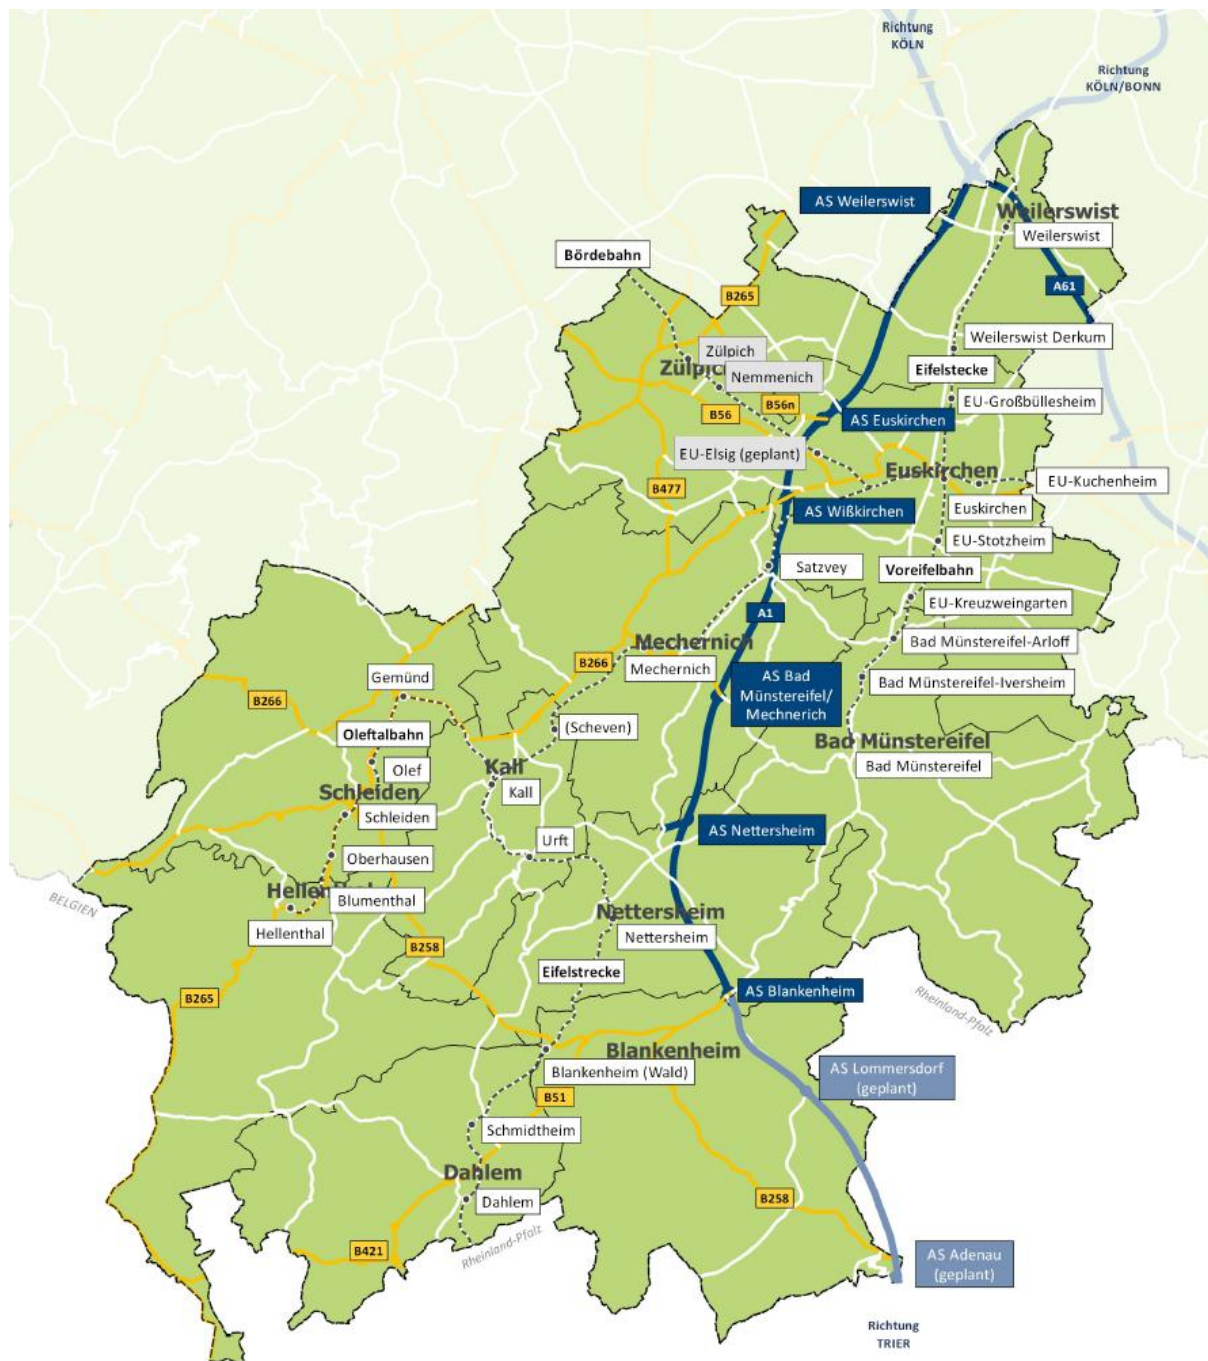 Richtung
KÖLN
Richtung
KÖLN/BONN
AS Weilerswist
Weilerswist
Weilerswist
Bördebahn
A61
B265
Weilerswist Derkum
Zülpich
Zülpich
Eifelstecke
Nemmenich
EU-Großbüllesheim
B56n
B56
AS Euskirchen
EU-Elsig (geplant)
Euskirchen
EU-Kuchenheim
B477
Euskirchen
AS Wißkirchen
EU-Stotzheim
Satzvey
Voreifelbahn
EU-Kreuzweingarten
A1
Mechernich
Bad Münstereifel-Arloff
B266
Mechernich
AS Bad
Münstereifel/
Mechnerich
Gemünd
Bad Münstereifel-Iversheim
B266
(Scheven)
Oleftalbahn
Bad Münstereifel
Bad Münstereifel
Olef
Kall
Kall
Schleiden
Schleiden
AS Nettersheim
Urft
Oberhausen
Hellenthal
Blumenthal
BELGIEN
Nettersheim
Hellenthal
Nettersheim
B258
Eifelstrecke
AS Blankenheim
B265
Rheinland-Pfalz
Blankenheim
Blankenheim (Wald)
AS Lommersdorf
(geplant)
B51
Schmidtheim
Dahlem
Dahlem
B258
Rheinland-Pfalz
B421
AS Adenau
(geplant)
Richtung
TRIER